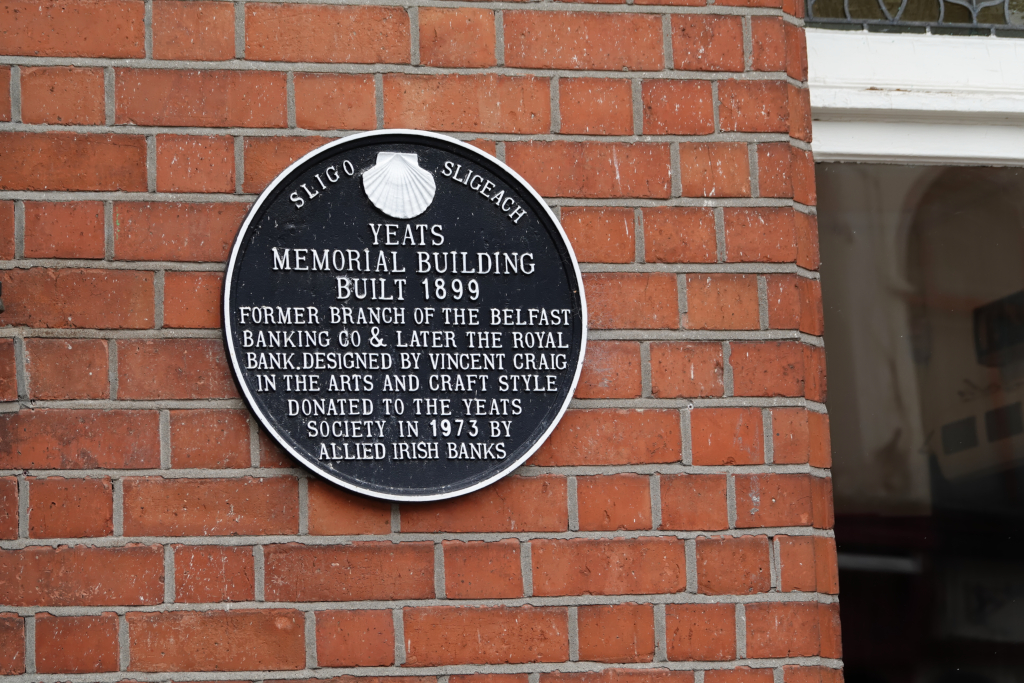 SLIGO SLIGEACH
YEATS
MEMORIAL BUILDING
BUILT 1899
FORMER BRANCH OF THE BELFAST
BANKING CO & LATER THE ROYAL
BANK. DESIGNED BY VINCENT CRAIG
IN THE ARTS AND CRAFT STYLE
DONATED TO THE YEATS
SOCIETY IN 1973 BY
ALLIED IRISH BANKS